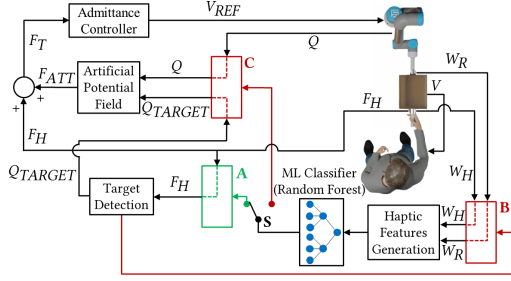 Admittance
Controller
V_REF
F_T
Q
W_R
F_ATT
Artificial
Potential
Field
Q
C
Q_TARGET
F_H
V
F_H
Q_TARGET
A
ML Classifier
(Random Forest)
W_H
Target
Detection
F_H
S
Haptic
Features
Generation
W_H
W_R
B
+
+